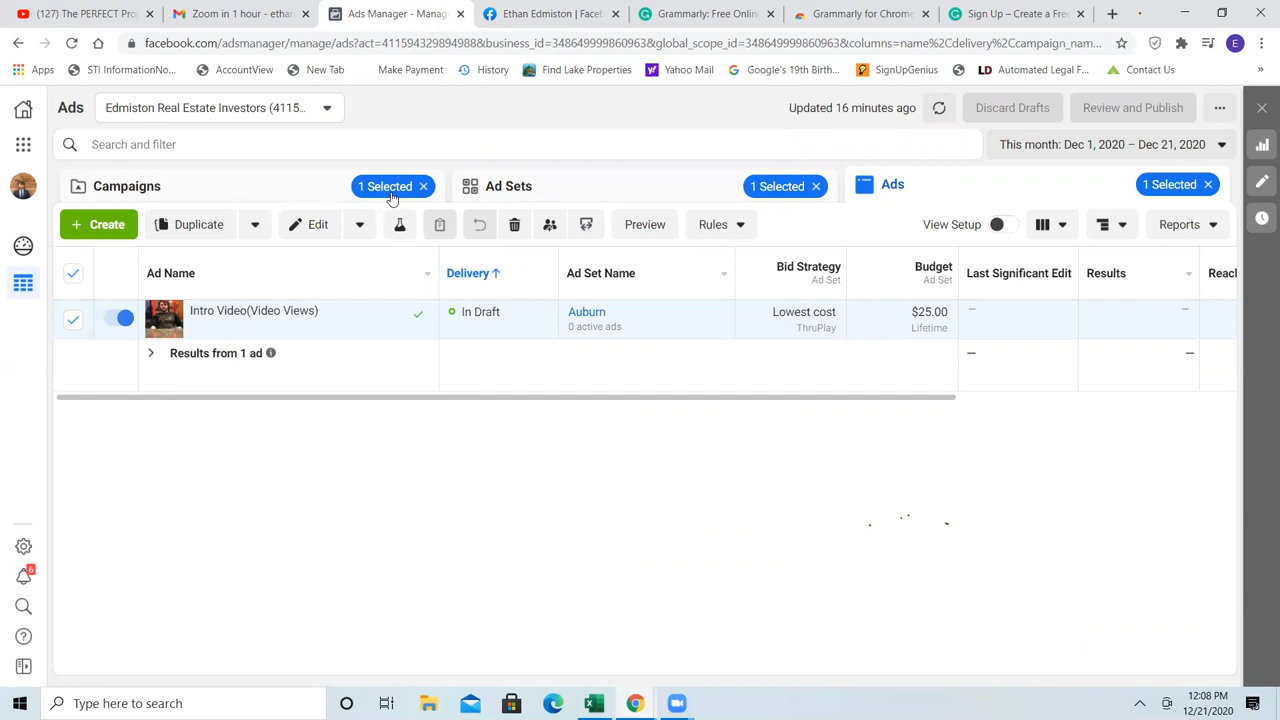 The PERFECT Pro
Zoom in 1 hour - ethan
Ads Manager - Manag
Ethan Edmiston | Faceb
Grammarly: Free Online
Grammarly for Chrome
Sign Up – Create a Free
facebook.com/adsmanager/manage/ads?act=411594329894988&business_id=3486499999860963&global_scope_id=3486499999860963&columns=name%2Cdelivery%2Ccampaign_nam...
E
Apps
STI InformationNo...
AccountView
New Tab
Make Payment
History
Find Lake Properties
Yahoo Mail
Google's 19th Birth...
SignUpGenius
LD Automated Legal F...
Contact Us
»
Ads
Edmiston Real Estate Investors (4115...
Updated 16 minutes ago
Discard Drafts
Review and Publish
Search and filter
This month: Dec 1, 2020 – Dec 21, 2020
Campaigns
1 Selected
Ad Sets
1 Selected
Ads
1 Selected
+ Create
Duplicate
Edit
Preview
Rules
View Setup
Reports
Ad Name
Delivery ↑
Ad Set Name
Bid Strategy
Ad Set
Budget
Ad Set
Last Significant Edit
Results
Reach
Intro Video(Video Views)
In Draft
Auburn
0 active ads
Lowest cost
ThruPlay
$25.00
Lifetime
–
–
Results from 1 ad
—
—
6
Type here to search
12:08 PM
12/21/2020